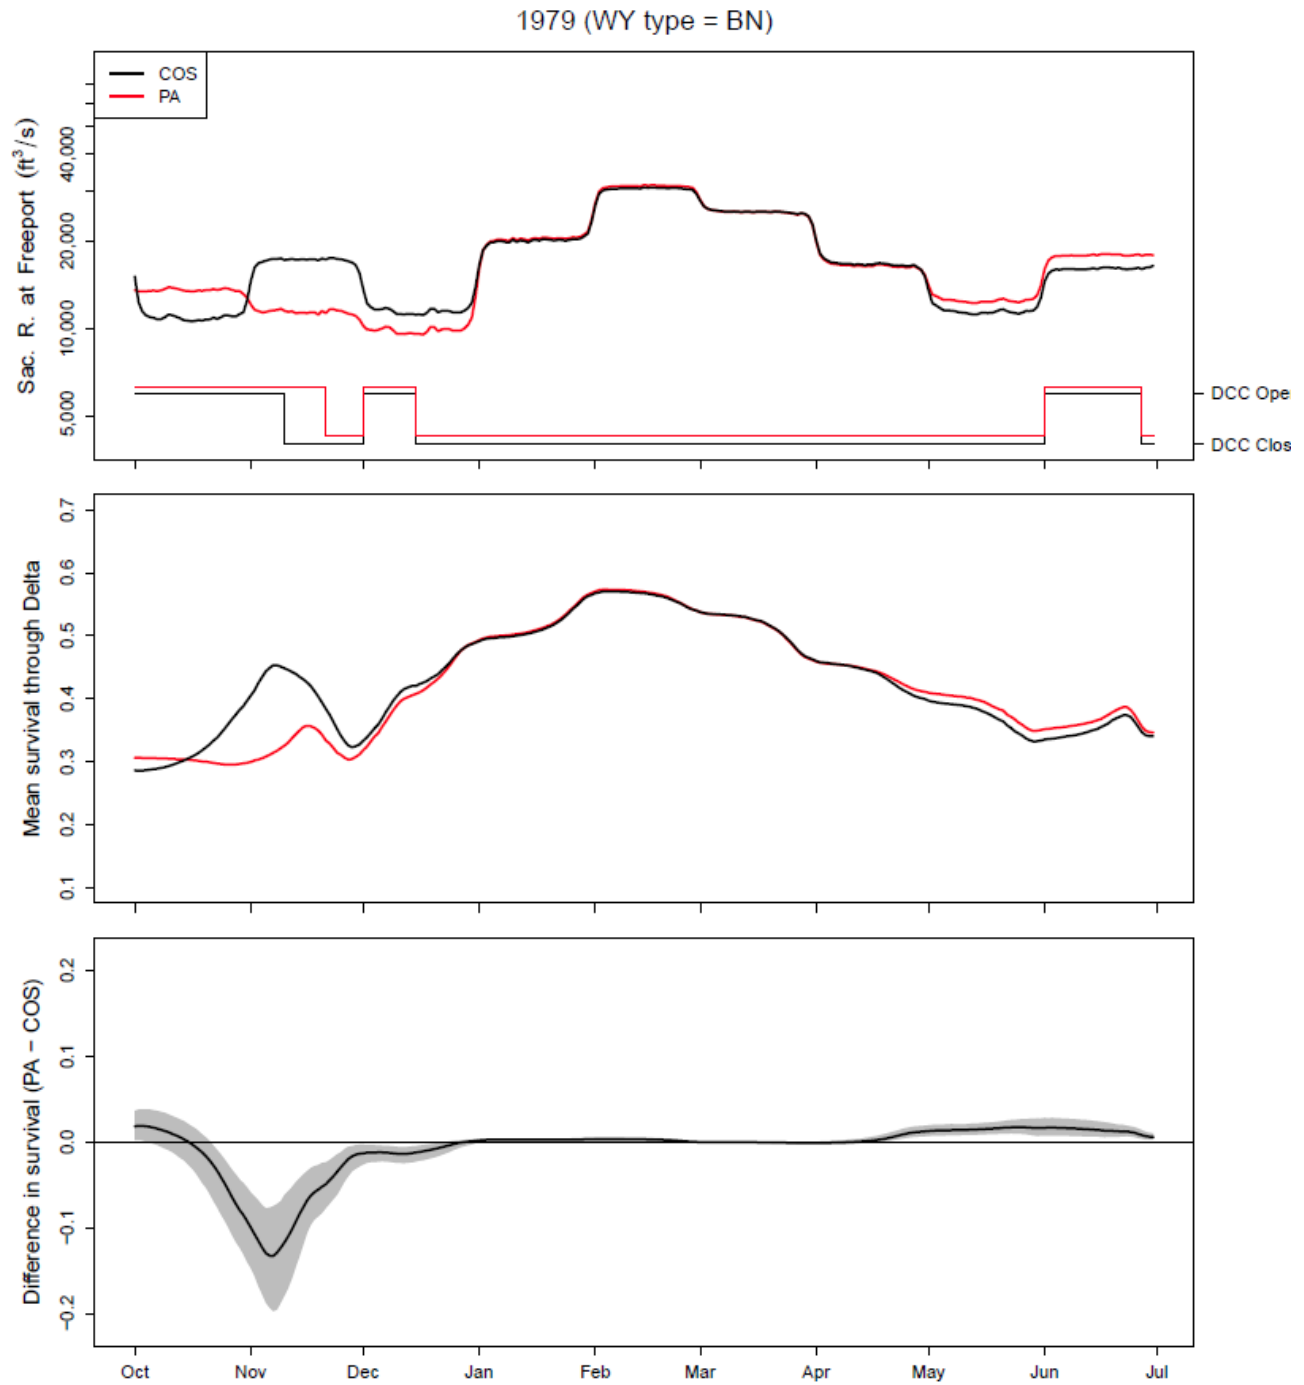 1979 (WY type = BN)
COS
PA
Sac. R. at Freeport (ft³/s)
40,000
20,000
10,000
5,000
DCC Ope
DCC Clos
Mean survival through Delta
0.7
0.6
0.5
0.4
0.3
0.2
0.1
Difference in survival (PA − COS)
0.2
0.1
0.0
−0.1
−0.2
Oct Nov Dec Jan Feb Mar Apr May Jun Jul